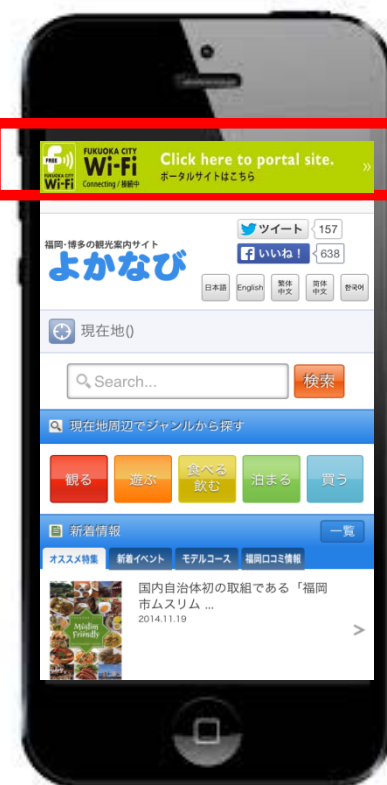 FREE
FUKUOKA CITY
Wi-Fi
FUKUOKA CITY
Wi-Fi
Connecting / 接続中
Click here to portal site.
ポータルサイトはこちら
»
ツイート 157
いいね! 638
福岡・博多の観光案内サイト
よかなび
日本語 English 繁体中文 简体中文 한국어
現在地()
Search...
検索
現在地周辺でジャンルから探す
観る 遊ぶ 食べる飲む 泊まる 買う
新着情報 一覧
オススメ特集 新着イベント モデルコース 福岡口コミ情報
Muslim
Friendly
国内自治体初の取組である「福岡
市ムスリム ...
2014.11.19
>